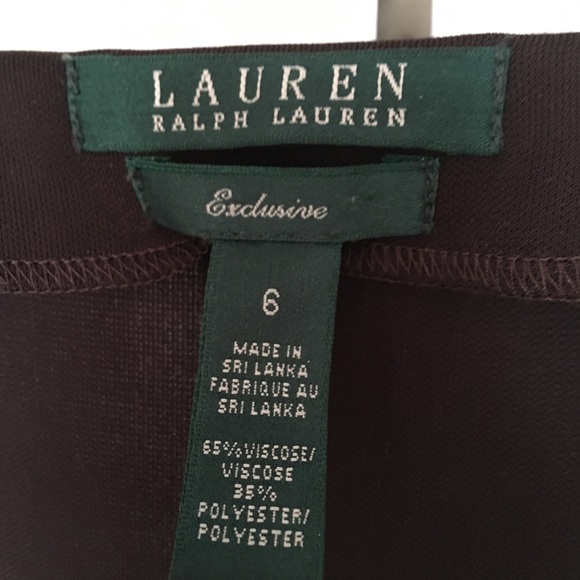 LAUREN
RALPH LAUREN
Exclusive
6
MADE IN
SRI LANKA
FABRIQUE AU
SRI LANKA
65%VISCOSE/
VISCOSE
35%
POLYESTER/
POLYESTER